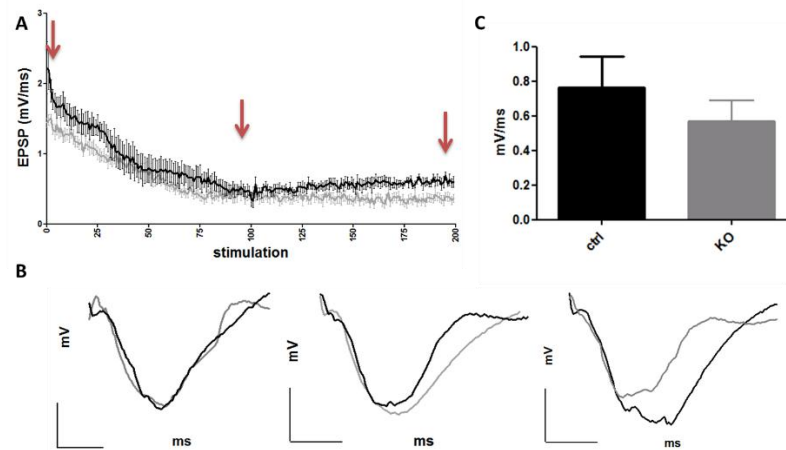 A
EPSP (mV/ms)
3
2
1
0
0 25 50 75 100 125 150 175 200
stimulation
C
mV/ms
1.0
0.8
0.6
0.4
0.2
0.0
ctrl KO
B
mV
ms
mV
ms
mV
ms